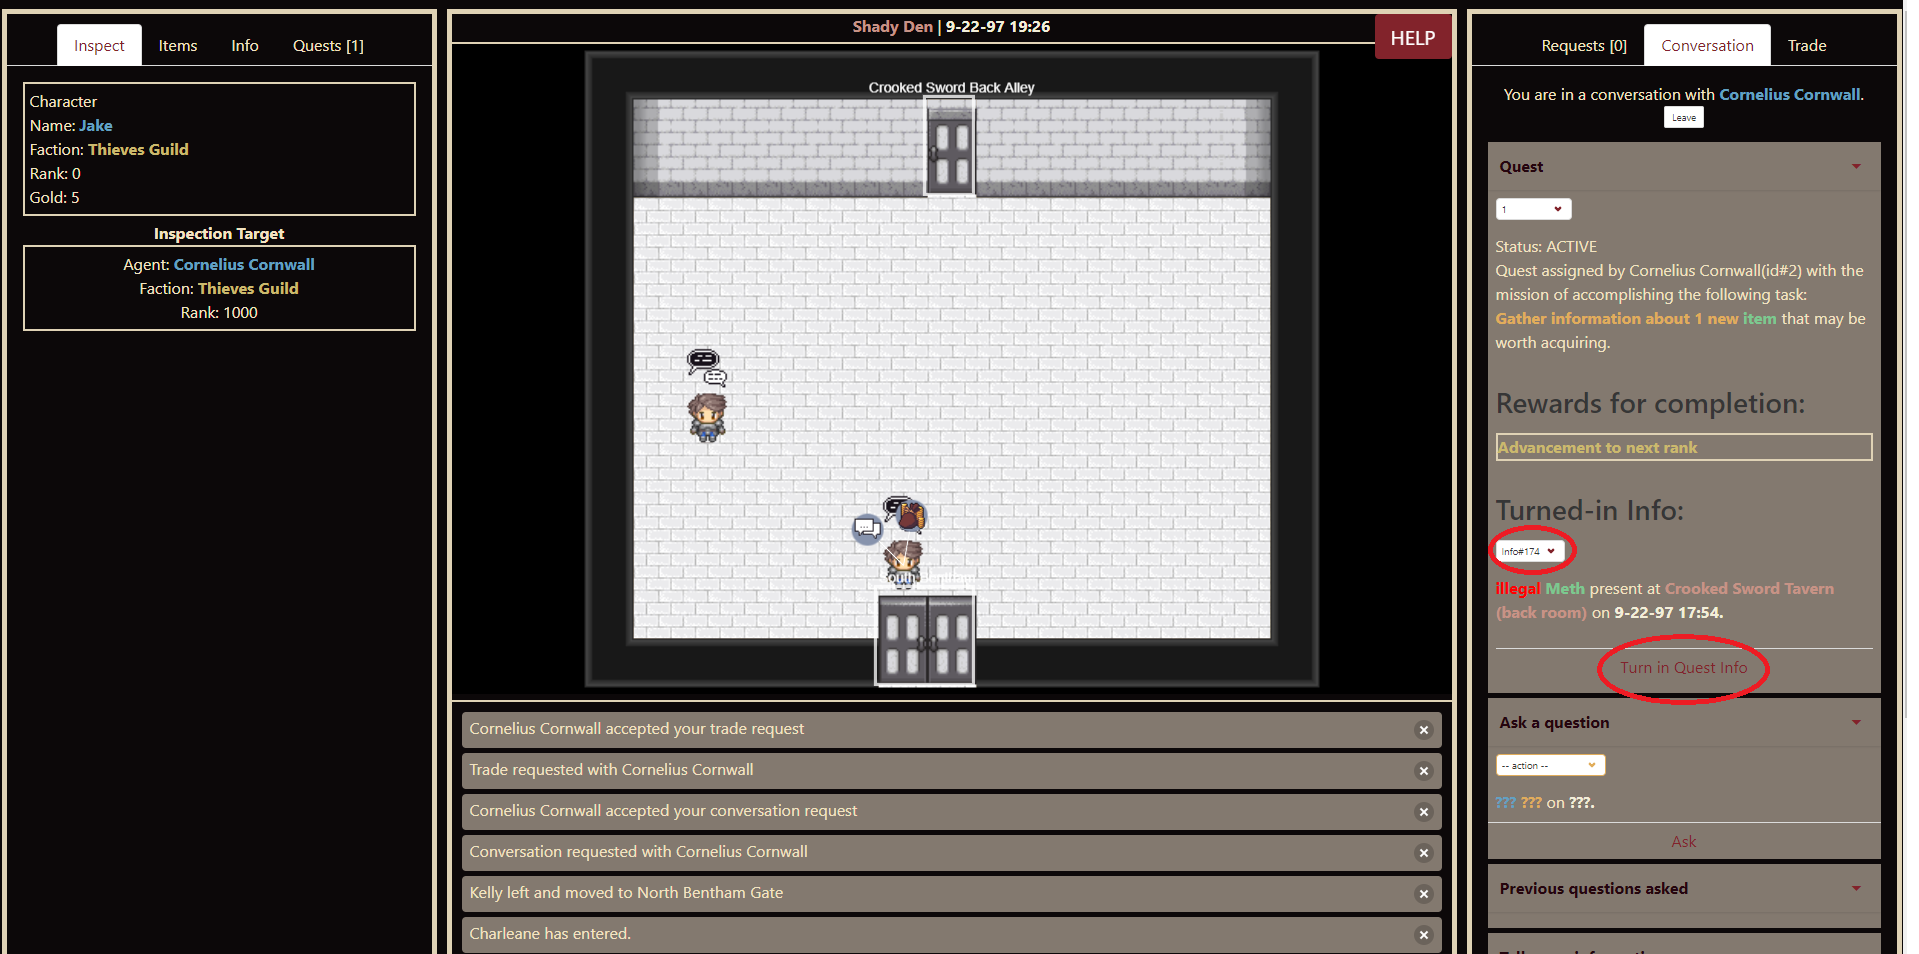 Inspect
Items
Info
Quests [1]
Character
Name: Jake
Faction: Thieves Guild
Rank: 0
Gold: 5
Inspection Target
Agent: Cornelius Cornwall
Faction: Thieves Guild
Rank: 1000
Shady Den | 9-22-97 19:26
HELP
Crooked Sword Back Alley
South Bentham
Cornelius Cornwall accepted your trade request
Trade requested with Cornelius Cornwall
Cornelius Cornwall accepted your conversation request
Conversation requested with Cornelius Cornwall
Kelly left and moved to North Bentham Gate
Charleane has entered.
Requests [0]
Conversation
Trade
You are in a conversation with Cornelius Cornwall.
Leave
Quest
1
Status: ACTIVE
Quest assigned by Cornelius Cornwall(id#2) with the
mission of accomplishing the following task:
Gather information about 1 new item that may be
worth acquiring.
Rewards for completion:
Advancement to next rank
Turned-in Info:
Info#174
illegal Meth present at Crooked Sword Tavern
(back room) on 9-22-97 17:54.
Turn in Quest Info
Ask a question
-- action --
??? ??? on ???.
Ask
Previous questions asked